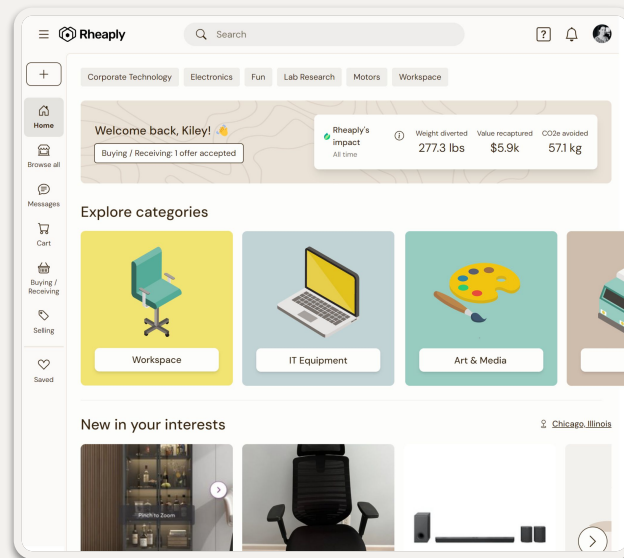 Rheaply
Search
?
+
Corporate Technology
Electronics
Fun
Lab Research
Motors
Workspace
Home
Browse all
Messages
Cart
Buying /
Receiving
Selling
Saved
Welcome back, Kiley! 👋
Buying / Receiving: 1 offer accepted
Rheaply's
impact
All time
Weight diverted
277.3 lbs
Value recaptured
$5.9k
CO2e avoided
57.1 kg
Explore categories
Workspace
IT Equipment
Art & Media
New in your interests
Chicago, Illinois
Pinch to Zoom